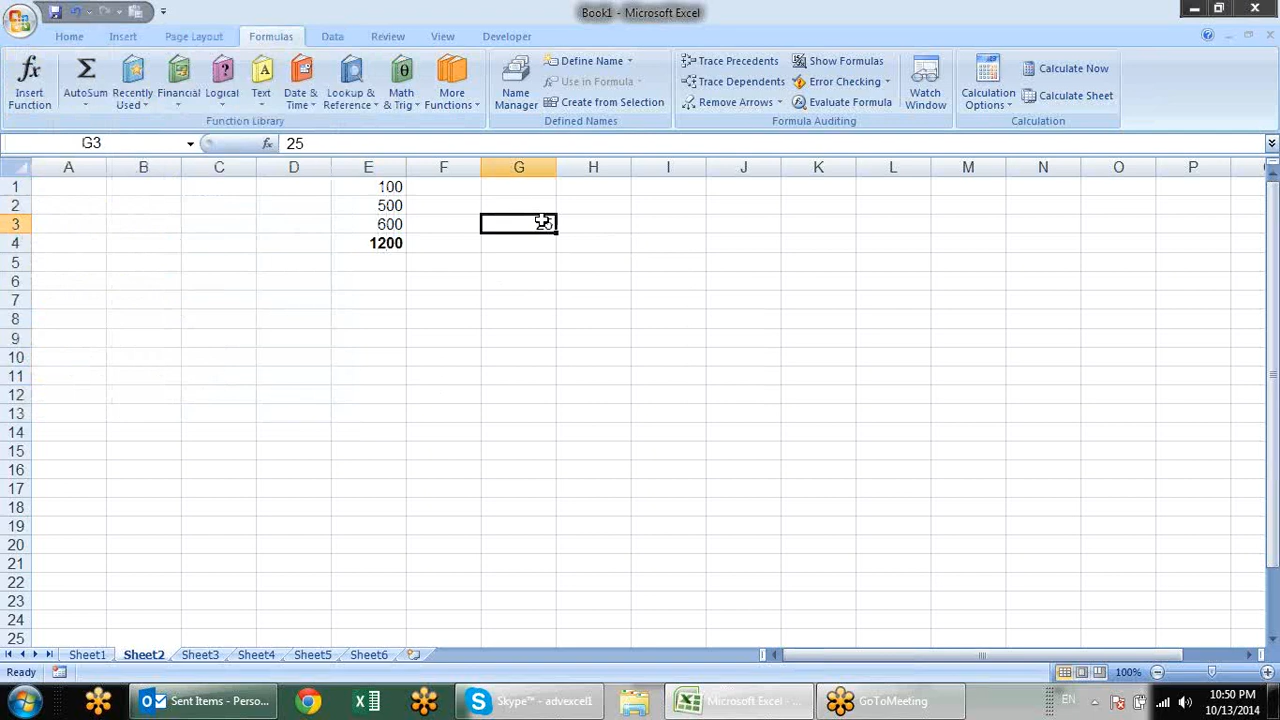 Book1 - Microsoft Excel
Home Insert Page Layout Formulas Data Review View Developer
Insert Function
AutoSum
Recently Used
Financial
Logical
Text
Date & Time
Lookup & Reference
Math & Trig
More Functions
Function Library
Name Manager
Define Name
Use in Formula
Create from Selection
Defined Names
Trace Precedents
Trace Dependents
Remove Arrows
Show Formulas
Error Checking
Evaluate Formula
Watch Window
Formula Auditing
Calculation Options
Calculate Now
Calculate Sheet
Calculation
G3 fx 25
A B C D E F G H I J K L M N O P
1 100
2 500
3 600
4 1200
5
6
7
8
9
10
11
12
13
14
15
16
17
18
19
20
21
22
23
24
25
Sheet1 Sheet2 Sheet3 Sheet4 Sheet5 Sheet6
Ready 100%
Sent Items - Perso...
Skype™ - advexcel1
Microsoft Excel - ...
GoToMeeting
EN
10:50 PM
10/13/2014